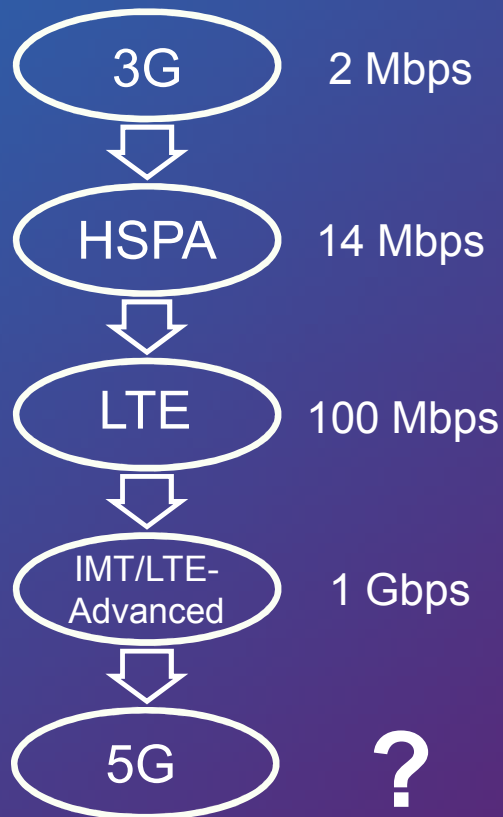 3G 2 Mbps
HSPA 14 Mbps
LTE 100 Mbps
IMT/LTE-
Advanced 1 Gbps
5G ?